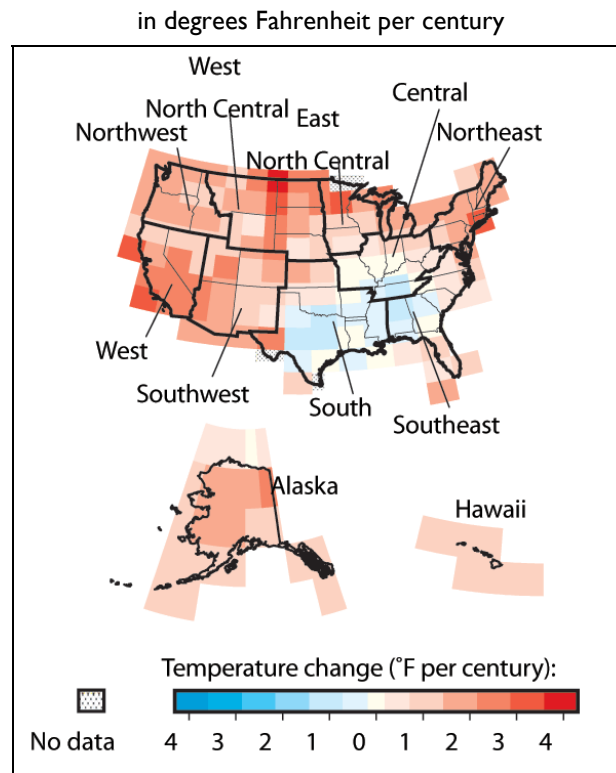 in degrees Fahrenheit per century
West
North Central
East
Central
Northwest
Northeast
North Central
West
Southwest
South
Southeast
Alaska
Hawaii
Temperature change (˚F per century):
No data
4 3 2 1 0 1 2 3 4